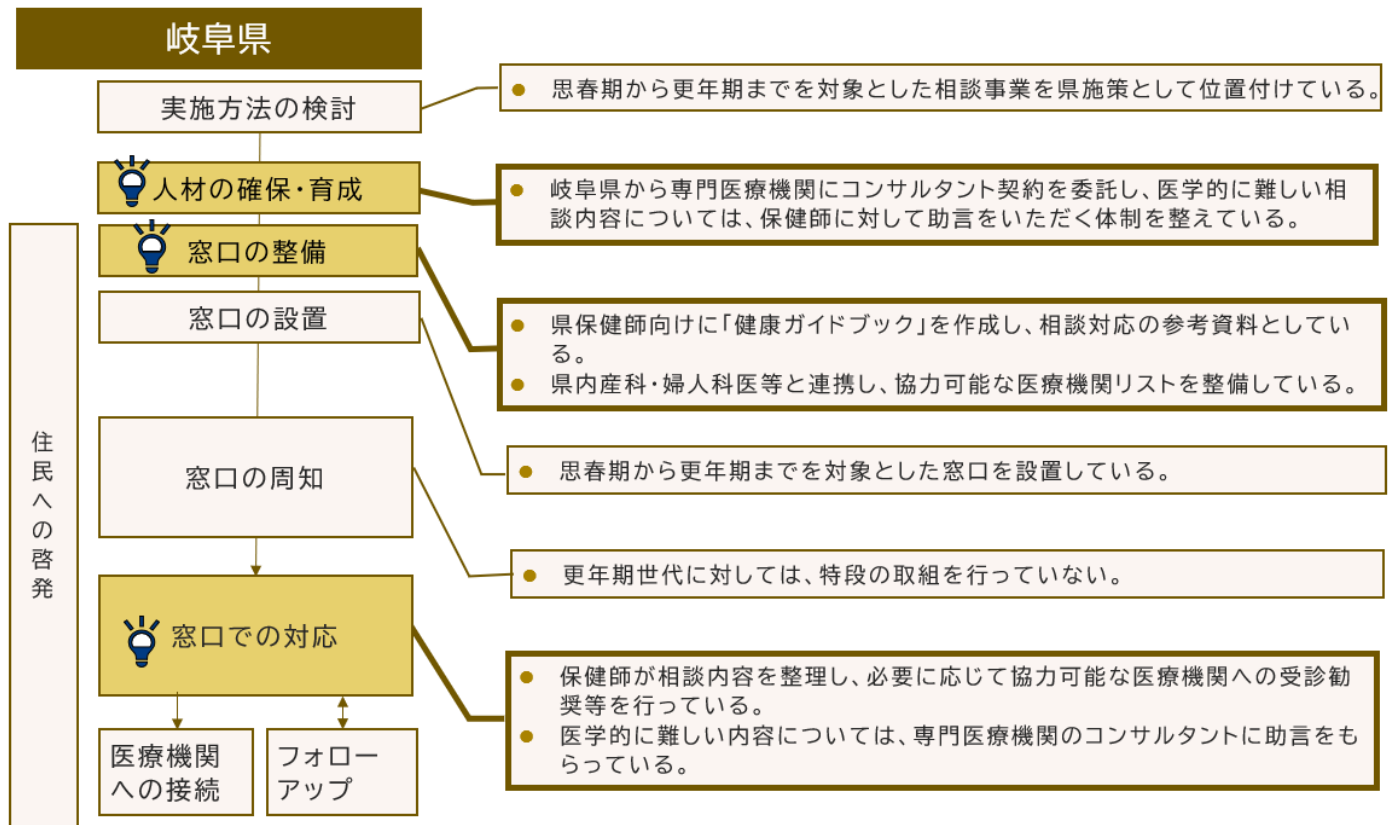 岐阜県
実施方法の検討
● 思春期から更年期までを対象とした相談事業を県施策として位置付けている。
人材の確保・育成
● 岐阜県から専門医療機関にコンサルタント契約を委託し、医学的に難しい相
談内容については、保健師に対して助言をいただく体制を整えている。
窓口の整備
● 県保健師向けに「健康ガイドブック」を作成し、相談対応の参考資料としてい
る。
● 県内産科・婦人科医等と連携し、協力可能な医療機関リストを整備している。
窓口の設置
● 思春期から更年期までを対象とした窓口を設置している。
窓口の周知
● 更年期世代に対しては、特段の取組を行っていない。
窓口での対応
● 保健師が相談内容を整理し、必要に応じて協力可能な医療機関への受診勧
奨等を行っている。
● 医学的に難しい内容については、専門医療機関のコンサルタントに助言をも
らっている。
医療機関
への接続
フォロー
アップ
住民への啓発